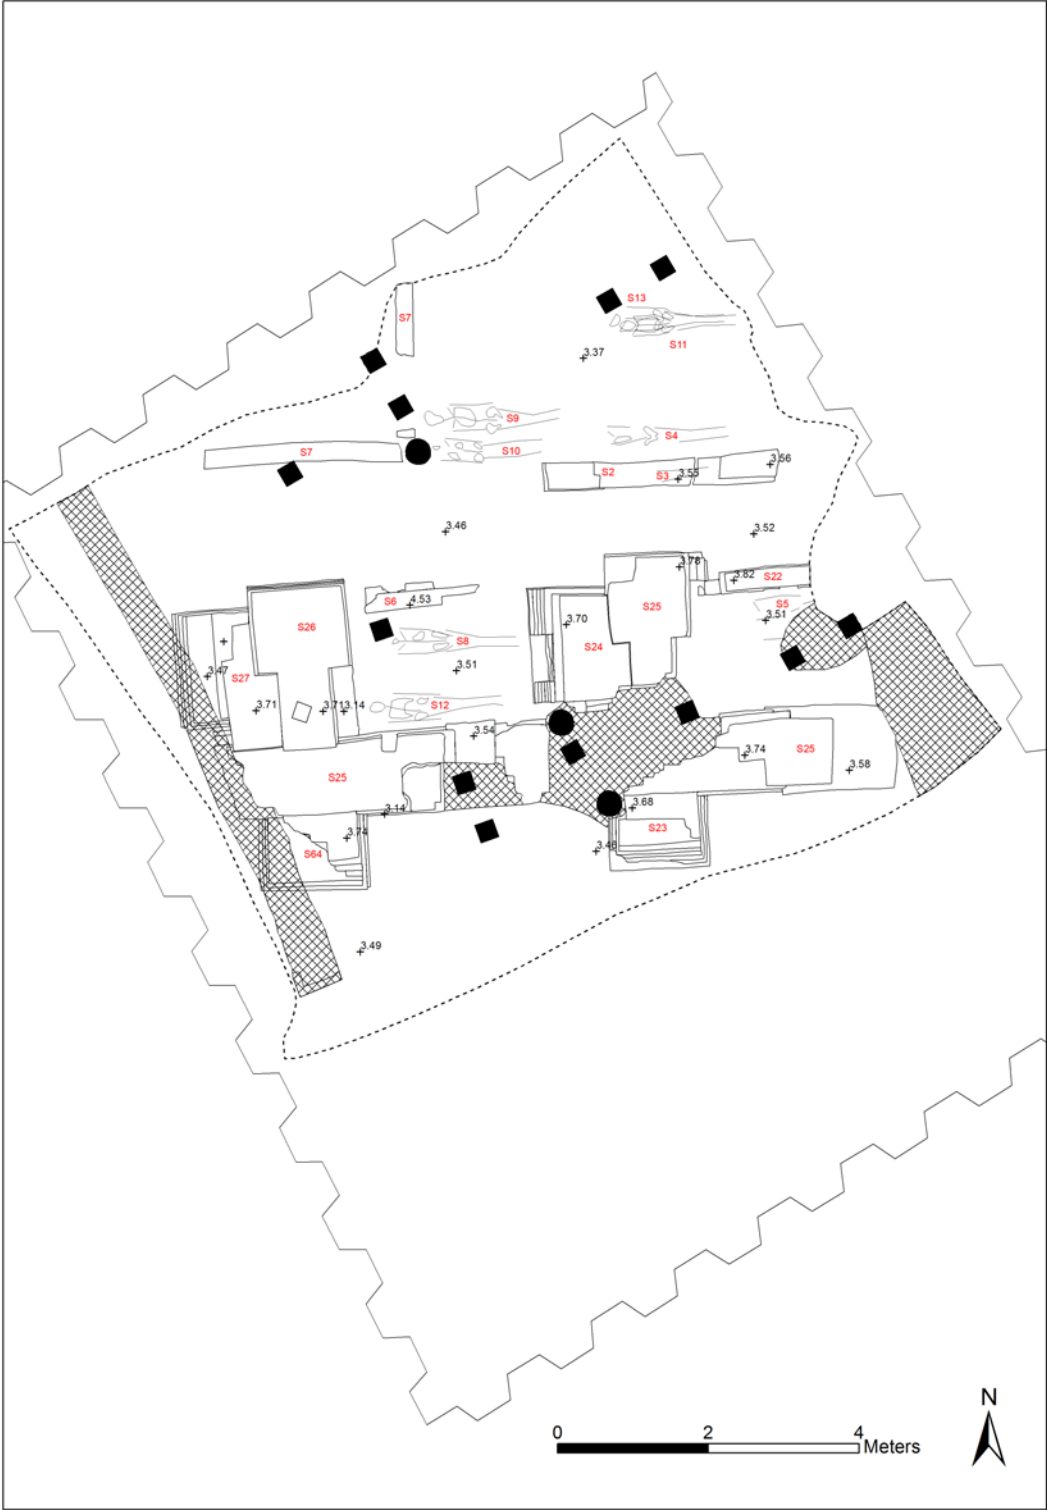 S13
S7
S11
3.37
S9
S4
S10
S7
3.56
S2
S3
3.55
3.46
3.52
3.78
3.82
S22
S6
4.53
S25
S5
3.51
3.70
S26
S8
S24
3.51
3.47
S27
3.71
3.71
3.14
S12
3.54
3.74
S25
S25
3.58
3.68
3.14
S23
3.74
3.46
S64
3.49
N
0 2 4 Meters